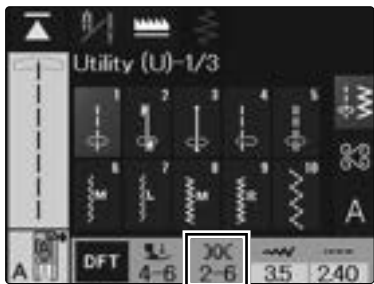 Utility (U)-1/3
1 2 3 4 5
6 7 8 9 10
M L M R
A
A DFT 4-6 2-6 3.5 2.40